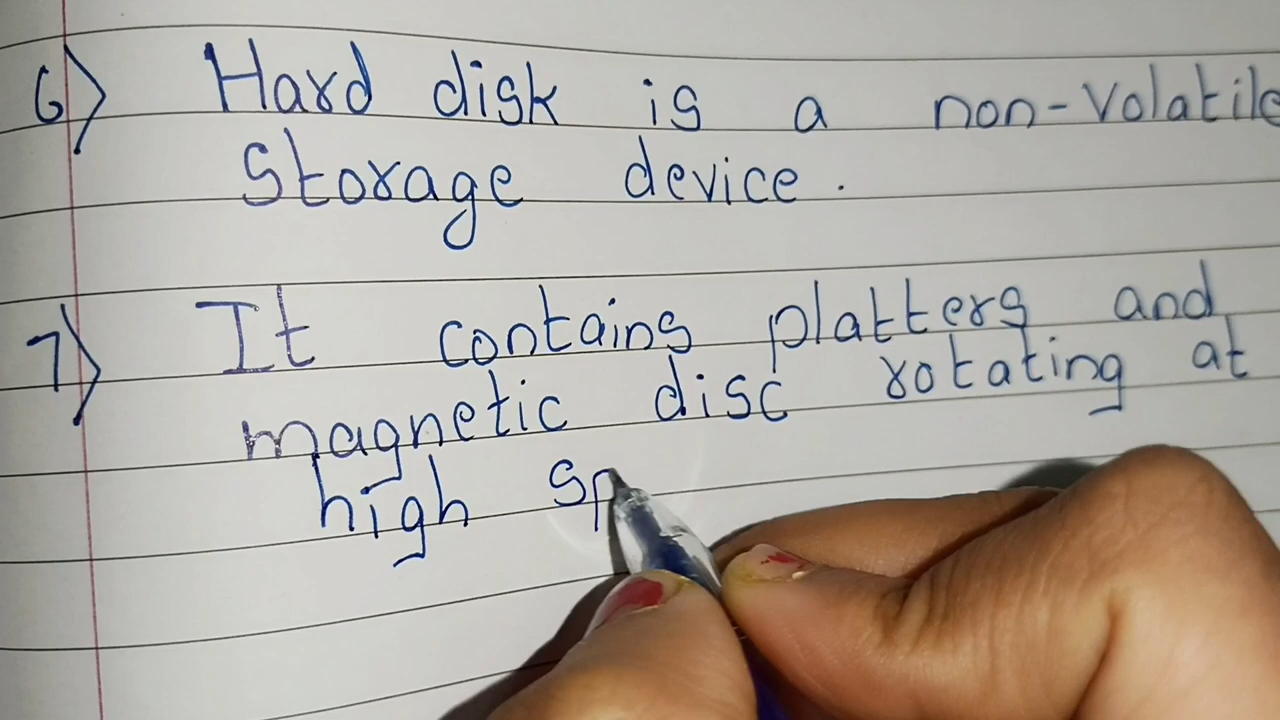 6) Hard disk is a non-volatile
storage device.
7) It contains platters and
magnetic disc rotating at
high sp